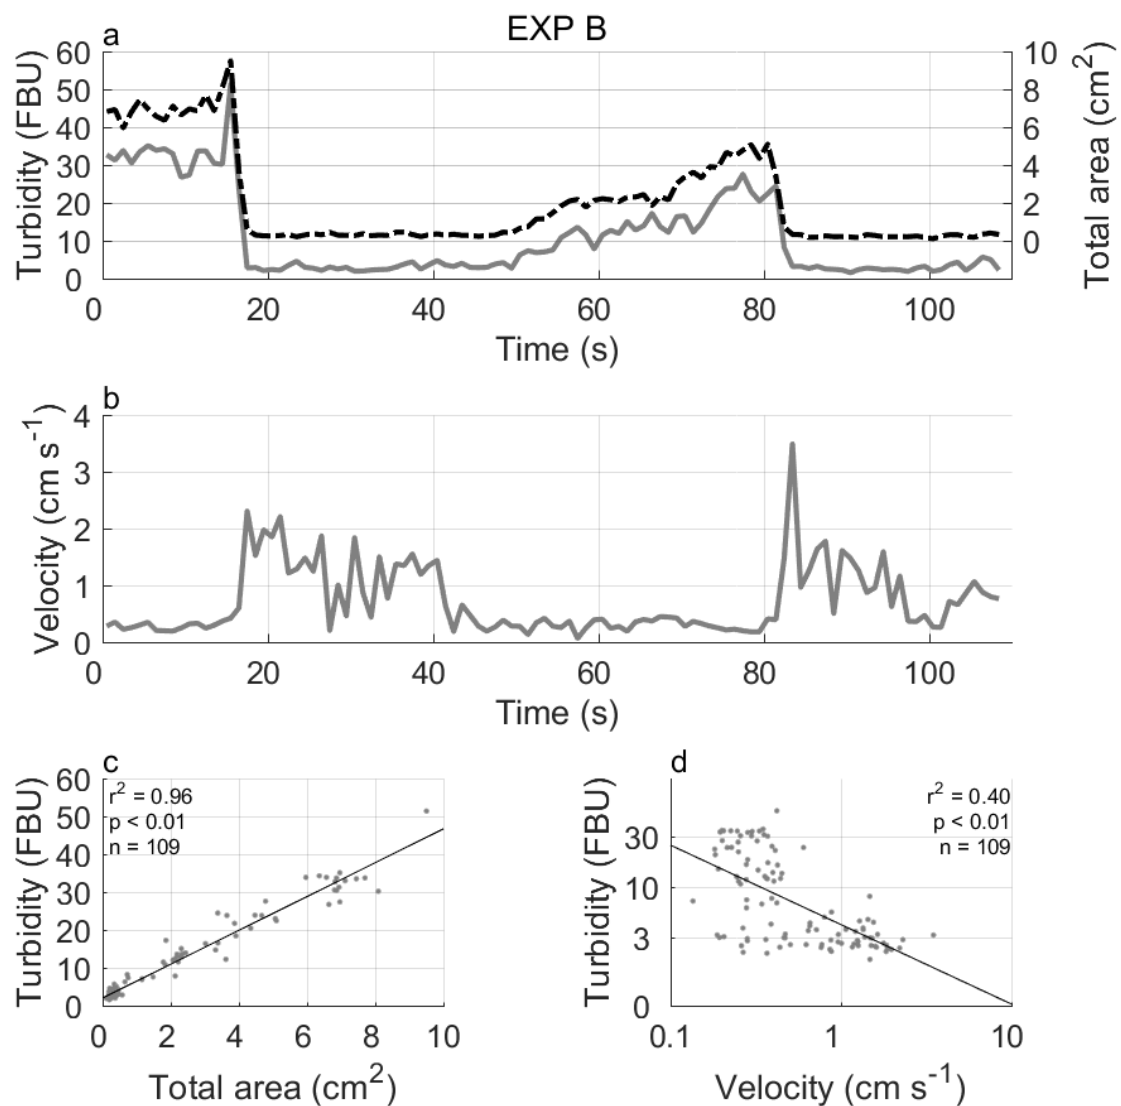 EXP B
a
60
50
40
30
20
10
0
Turbidity (FBU)
10
8
6
4
2
0
Total area (cm²)
0 20 40 60 80 100
Time (s)
b
4
3
2
1
0
Velocity (cm s⁻¹)
0 20 40 60 80 100
Time (s)
c
60
50
40
30
20
10
0
Turbidity (FBU)
r² = 0.96
p < 0.01
n = 109
0 2 4 6 8 10
Total area (cm²)
d
30
10
3
0
Turbidity (FBU)
r² = 0.40
p < 0.01
n = 109
0.1 1 10
Velocity (cm s⁻¹)